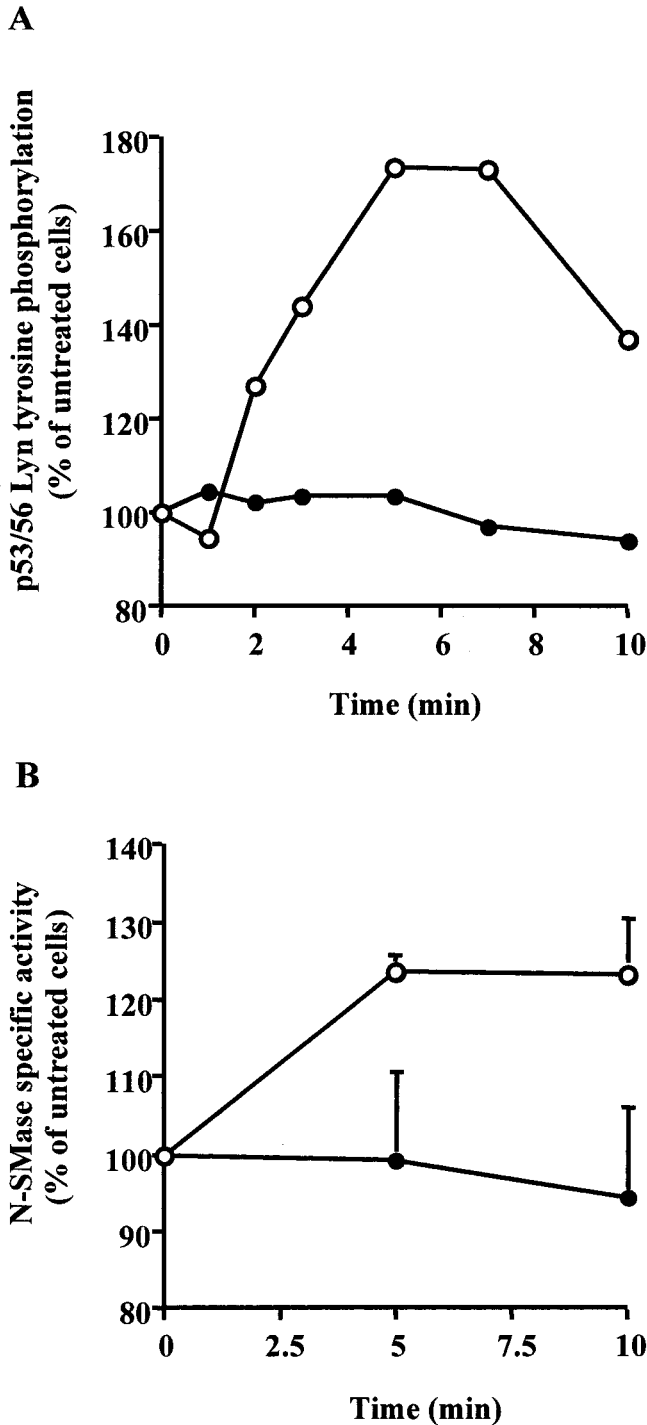 A
p53/56 Lyn tyrosine phosphorylation
(% of untreated cells)
180
160
140
120
100
80
0 2 4 6 8 10
Time (min)
B
N-SMase specific activity
(% of untreated cells)
140
130
120
110
100
90
80
0 2.5 5 7.5 10
Time (min)